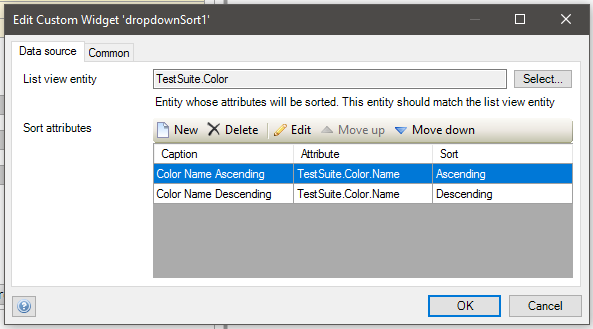 Edit Custom Widget 'dropdownSort1'
Data source Common
List view entity TestSuite.Color Select...
Entity whose attributes will be sorted. This entity should match the list view entity
Sort attributes New Delete Edit Move up Move down
Caption Attribute Sort
Color Name Ascending TestSuite.Color.Name Ascending
Color Name Descending TestSuite.Color.Name Descending
OK Cancel